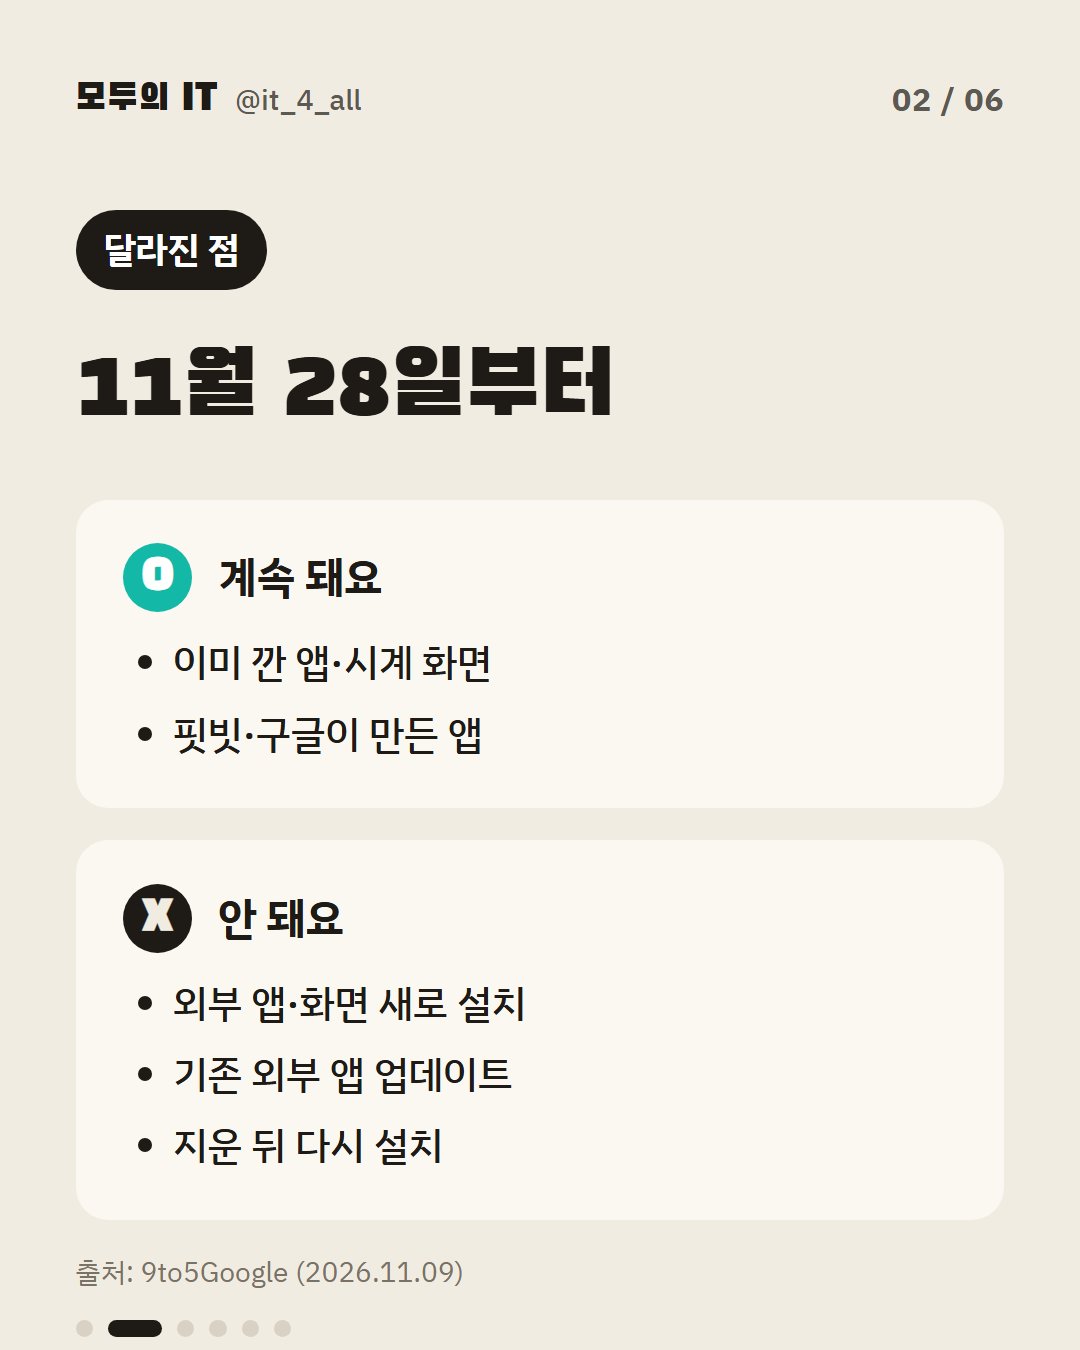 모두의 IT @it_4_all
02 / 06
달라진 점
11월 28일부터
O 계속 돼요
• 이미 깐 앱·시계 화면
• 핏빗·구글이 만든 앱
X 안 돼요
• 외부 앱·화면 새로 설치
• 기존 외부 앱 업데이트
• 지운 뒤 다시 설치
출처: 9to5Google (2026.11.09)